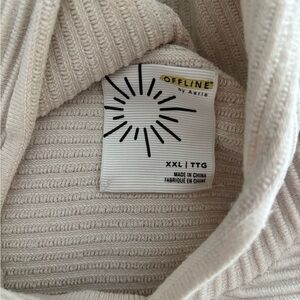 OFFLINE
by Aerie
XXL | TTG
MADE IN CHINA
FABRIQUÉ EN CHINE